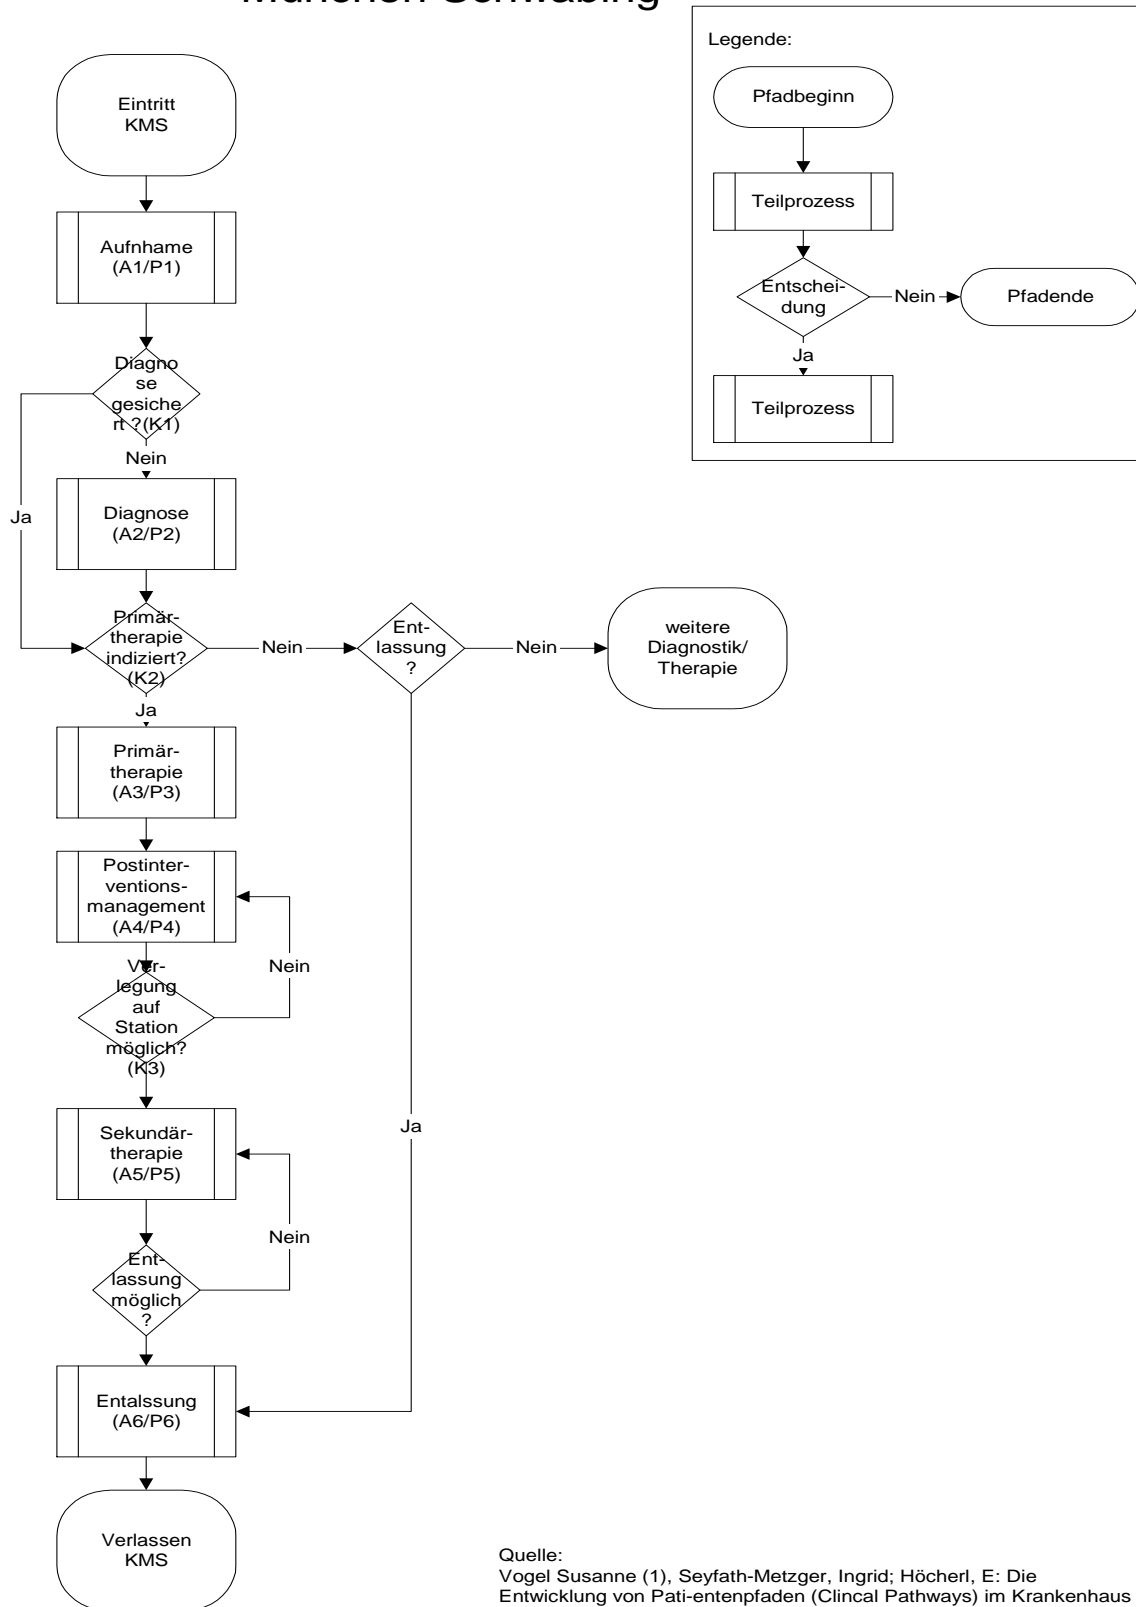 München Schwabing
Legende:
Pfadbeginn
Teilprozess
Entschei-
dung
Nein
Pfadende
Ja
Teilprozess
Eintritt
KMS
Aufnhame
(A1/P1)
Diagno
se
gesiche
rt ?(K1)
Nein
Ja
Diagnose
(A2/P2)
Primär-
therapie
indiziert?
(K2)
Nein
Ent-
lassung
?
Nein
weitere
Diagnostik/
Therapie
Ja
Primär-
therapie
(A3/P3)
Postinter-
ventions-
management
(A4/P4)
Nein
Ver-
legung
auf
Station
möglich?
(K3)
Sekundär-
therapie
(A5/P5)
Ja
Nein
Ent-
lassung
möglich
?
Entalssung
(A6/P6)
Verlassen
KMS
Quelle:
Vogel Susanne (1), Seyfath-Metzger, Ingrid; Höcherl, E: Die
Entwicklung von Pati-entenpfaden (Clincal Pathways) im Krankenhaus